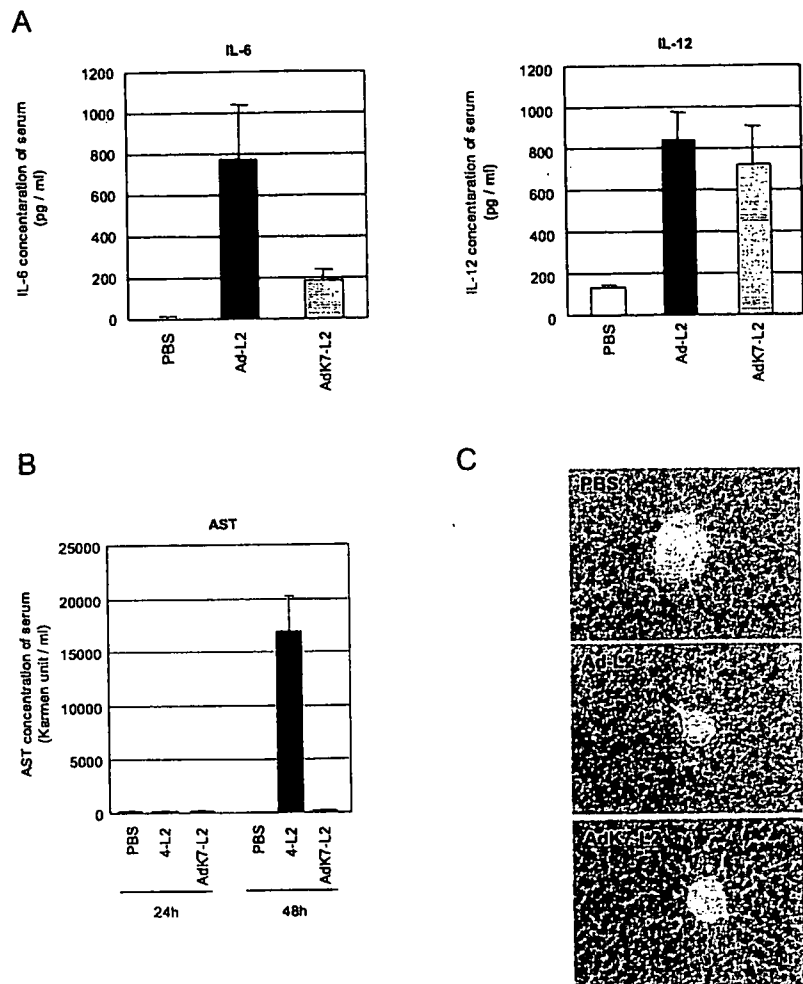 A
IL-6
IL-6 concentaration of serum
(pg / ml)
1200
1000
800
600
400
200
0
PBS
Ad-L2
AdK7-L2
IL-12
IL-12 concentaration of serum
(pg / ml)
1200
1000
800
600
400
200
0
PBS
Ad-L2
AdK7-L2
B
AST
AST concentration of serum
(Karmen unit / ml)
25000
20000
15000
10000
5000
0
PBS
4-L2
AdK7-L2
24h
PBS
4-L2
AdK7-L2
48h
C
PBS
Ad-L2
AdK7-L2